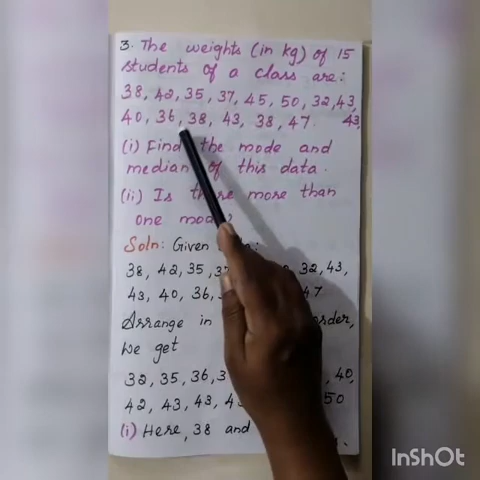 3. The weights (in kg) of 15
students of a class are:
38, 42, 35, 37, 45, 50, 32, 43,
43,
40, 36, 38, 43, 38, 47.
(i) Find the mode and
median of this data.
(ii) Is there more than
one mode?
Soln: Given
38, 42, 35, 32, 43,
43, 40, 36, 47
Arrange in order,
we get
32, 35, 36, 40,
42, 43, 43, 50
(i) Here, 38 and
InShOt